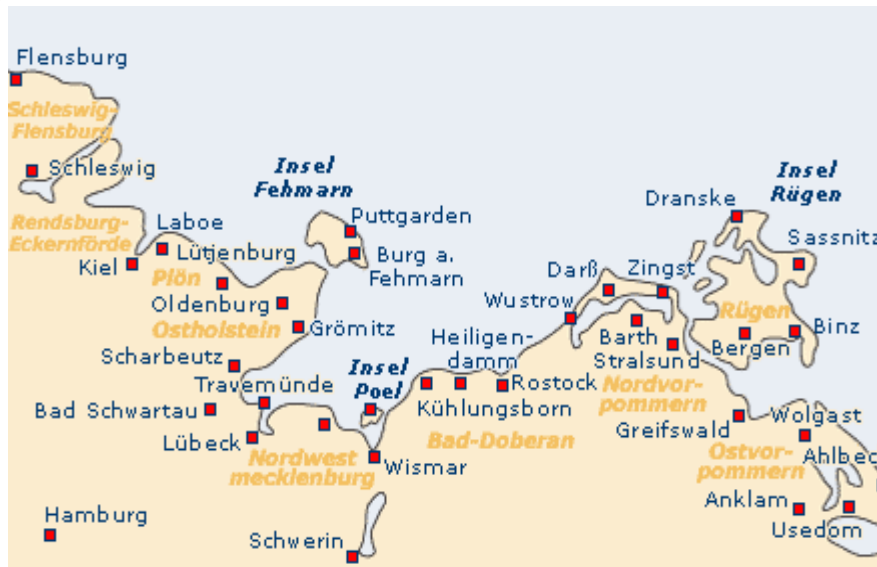 Flensburg
Schleswig-
Flensburg
Schleswig
Insel
Fehmarn
Insel
Rügen
Dranske
Rendsburg-
Eckernförde
Laboe
Puttgarden
Sassnitz
Kiel
Lütjenburg
Burg a.
Fehmarn
Plön
Darß
Zingst
Oldenburg
Wustrow
Rügen
Ostholstein
Grömitz
Heiligen-
damm
Barth
Stralsund
Bergen
Binz
Scharbeutz
Insel
Poel
Travemünde
Rostock
Nordvor-
pommern
Bad Schwartau
Kühlungsborn
Greifswald
Wolgast
Lübeck
Bad-Doberan
Nordwest
mecklenburg
Wismar
Ostvor-
pommern
Ahlbec
Anklam
Usedom
Hamburg
Schwerin